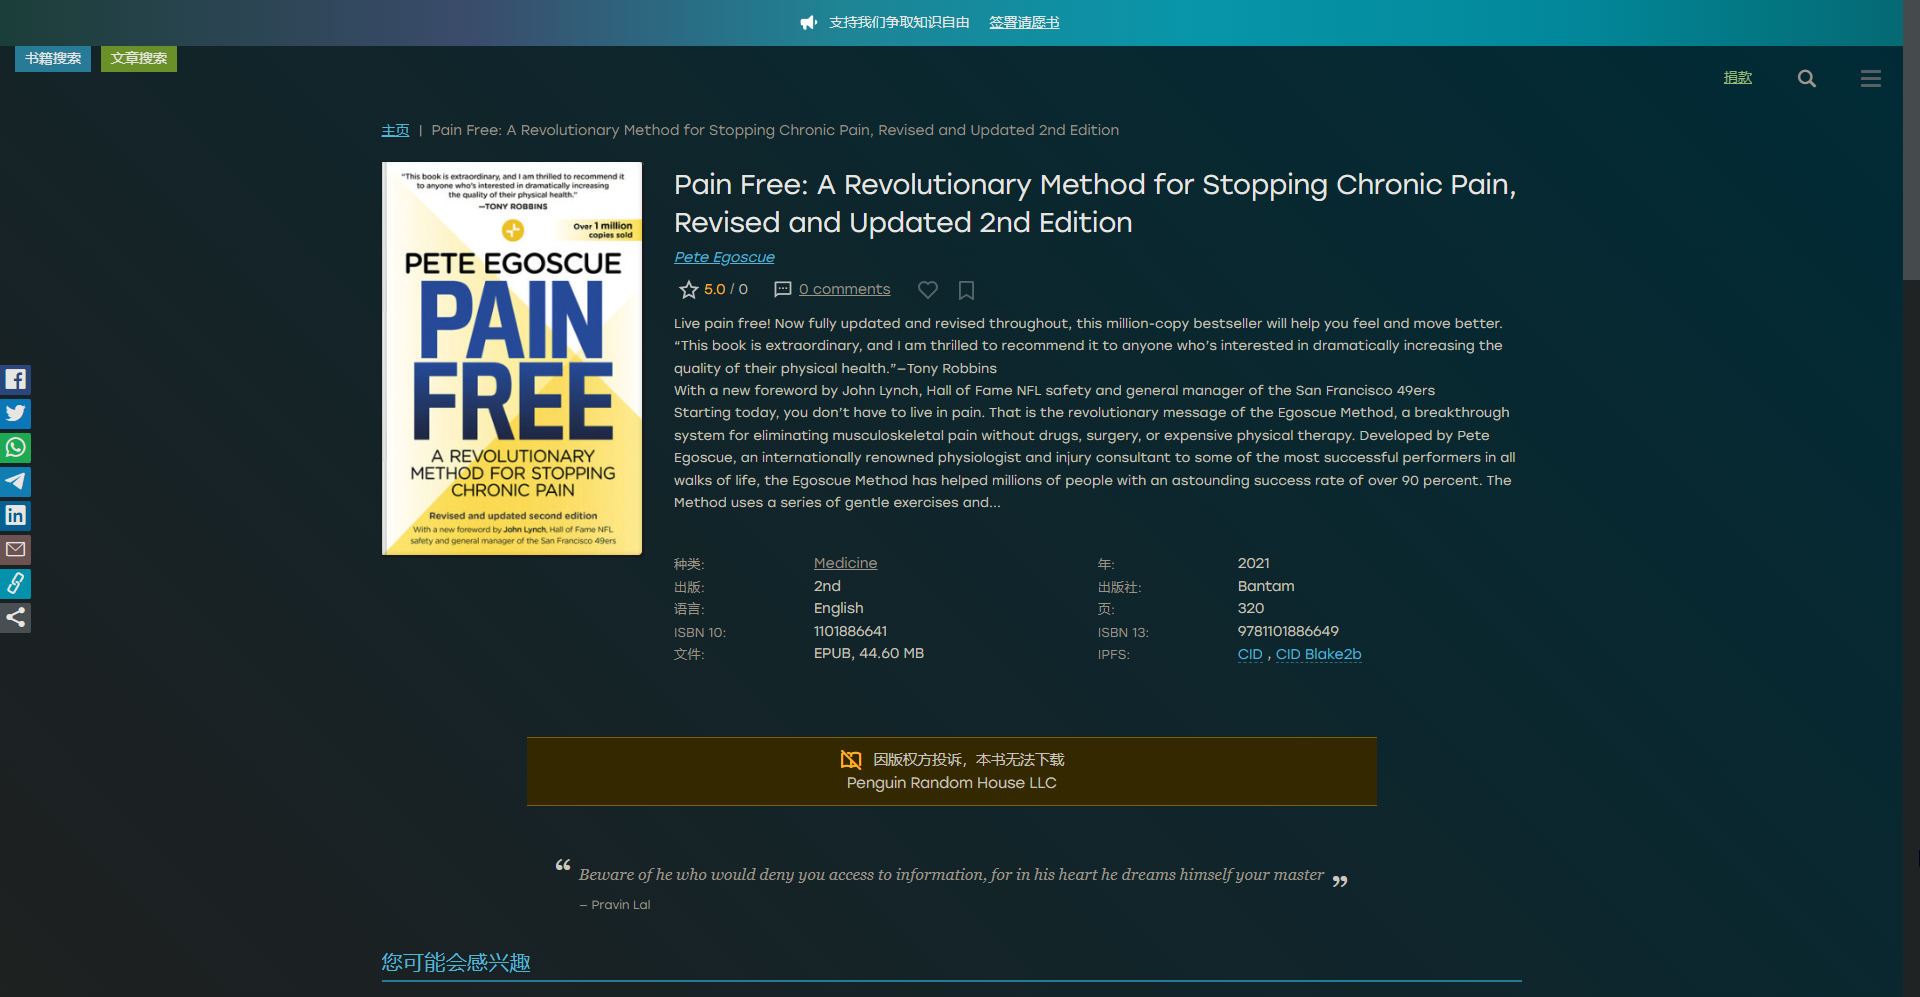 支持我们争取知识自由 签署请愿书
书籍搜索 文章搜索
捐款
主页 | Pain Free: A Revolutionary Method for Stopping Chronic Pain, Revised and Updated 2nd Edition
“This book is extraordinary, and I am thrilled to recommend it
to anyone who's interested in dramatically increasing
the quality of their physical health.”
—TONY ROBBINS
Over 1 million
copies sold
PETE EGOSCUE
PAIN
FREE
A REVOLUTIONARY
METHOD FOR STOPPING
CHRONIC PAIN
Revised and updated second edition
With a new foreword by John Lynch, Hall of Fame NFL
safety and general manager of the San Francisco 49ers
Pain Free: A Revolutionary Method for Stopping Chronic Pain,
Revised and Updated 2nd Edition
Pete Egoscue
5.0 / 0 0 comments
Live pain free! Now fully updated and revised throughout, this million-copy bestseller will help you feel and move better.
“This book is extraordinary, and I am thrilled to recommend it to anyone who’s interested in dramatically increasing the
quality of their physical health.”—Tony Robbins
With a new foreword by John Lynch, Hall of Fame NFL safety and general manager of the San Francisco 49ers
Starting today, you don’t have to live in pain. That is the revolutionary message of the Egoscue Method, a breakthrough
system for eliminating musculoskeletal pain without drugs, surgery, or expensive physical therapy. Developed by Pete
Egoscue, an internationally renowned physiologist and injury consultant to some of the most successful performers in all
walks of life, the Egoscue Method has helped millions of people with an astounding success rate of over 90 percent. The
Method uses a series of gentle exercises and...
种类: Medicine 年: 2021
出版: 2nd 出版社: Bantam
语言: English 页: 320
ISBN 10: 1101886641 ISBN 13: 9781101886649
文件: EPUB, 44.60 MB IPFS: CID , CID Blake2b
因版权方投诉，本书无法下载
Penguin Random House LLC
“ Beware of he who would deny you access to information, for in his heart he dreams himself your master ”
– Pravin Lal
您可能会感兴趣